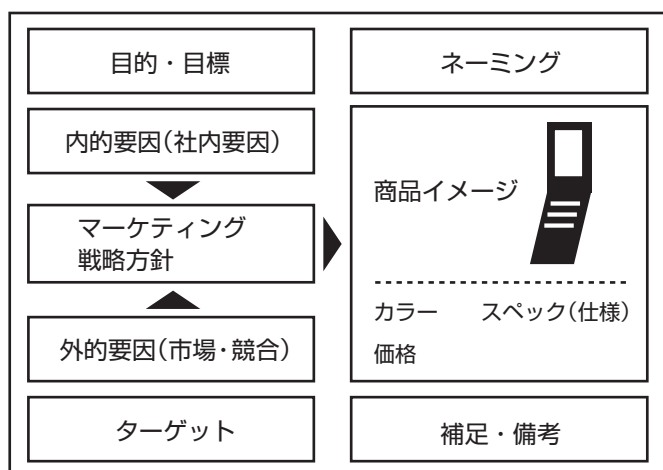 目的・目標
内的要因(社内要因)
マーケティング
戦略方針
外的要因(市場・競合)
ターゲット
ネーミング
商品イメージ
カラー　スペック(仕様)
価格
補足・備考